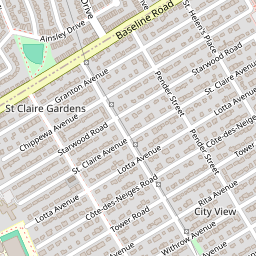 Ainsley Drive
Drive
Baseline Road
St Helen's Place
Granton Avenue
Pender Street
Starwood Road
St. Claire Avenue
St Claire Gardens
Chippewa Avenue
Starwood Road
Lotta Avenue
Côte-des-Neiges
Pender Street
Tower
St. Claire Avenue
Lotta Avenue
Côte-des-Neiges Road
Rita Avenue
City View
Lotta Avenue
Tower Road
Withrow Avenue